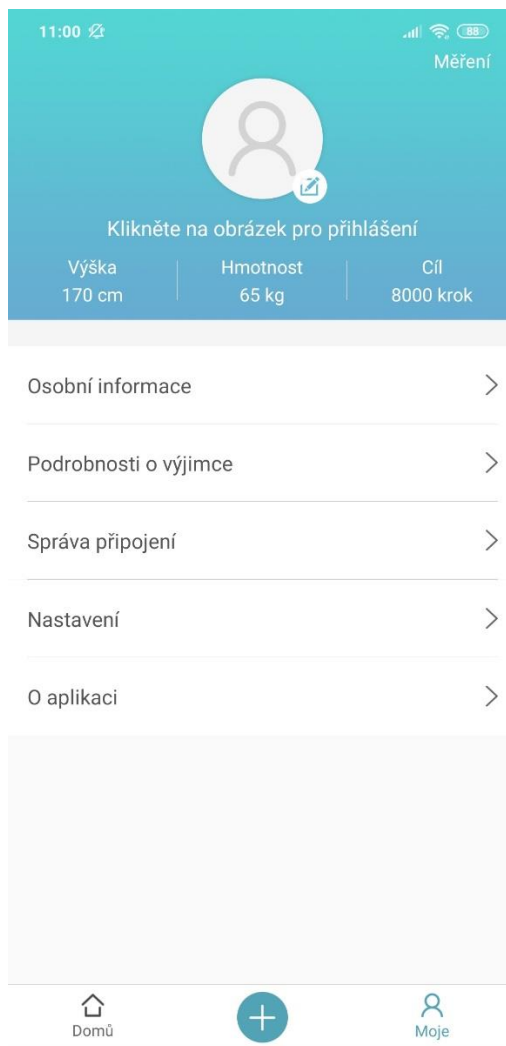 11:00
88
Měření
Klikněte na obrázek pro přihlášení
Výška Hmotnost Cíl
170 cm 65 kg 8000 krok
Osobní informace
Podrobnosti o výjimce
Správa připojení
Nastavení
O aplikaci
Domů Moje